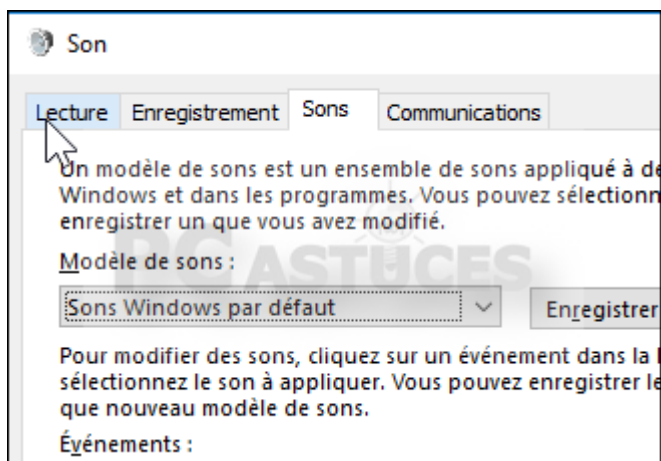 Son
Lecture Enregistrement Sons Communications
Un modèle de sons est un ensemble de sons appliqué à
Windows et dans les programmes. Vous pouvez
enregistrer un que vous avez modifié.
PC ASTUCES
Modèle de sons :
Sons Windows par défaut Enregistrer
Pour modifier des sons, cliquez sur un événement dans la
sélectionnez le son à appliquer. Vous pouvez enregistrer le
que nouveau modèle de sons.
Événements :